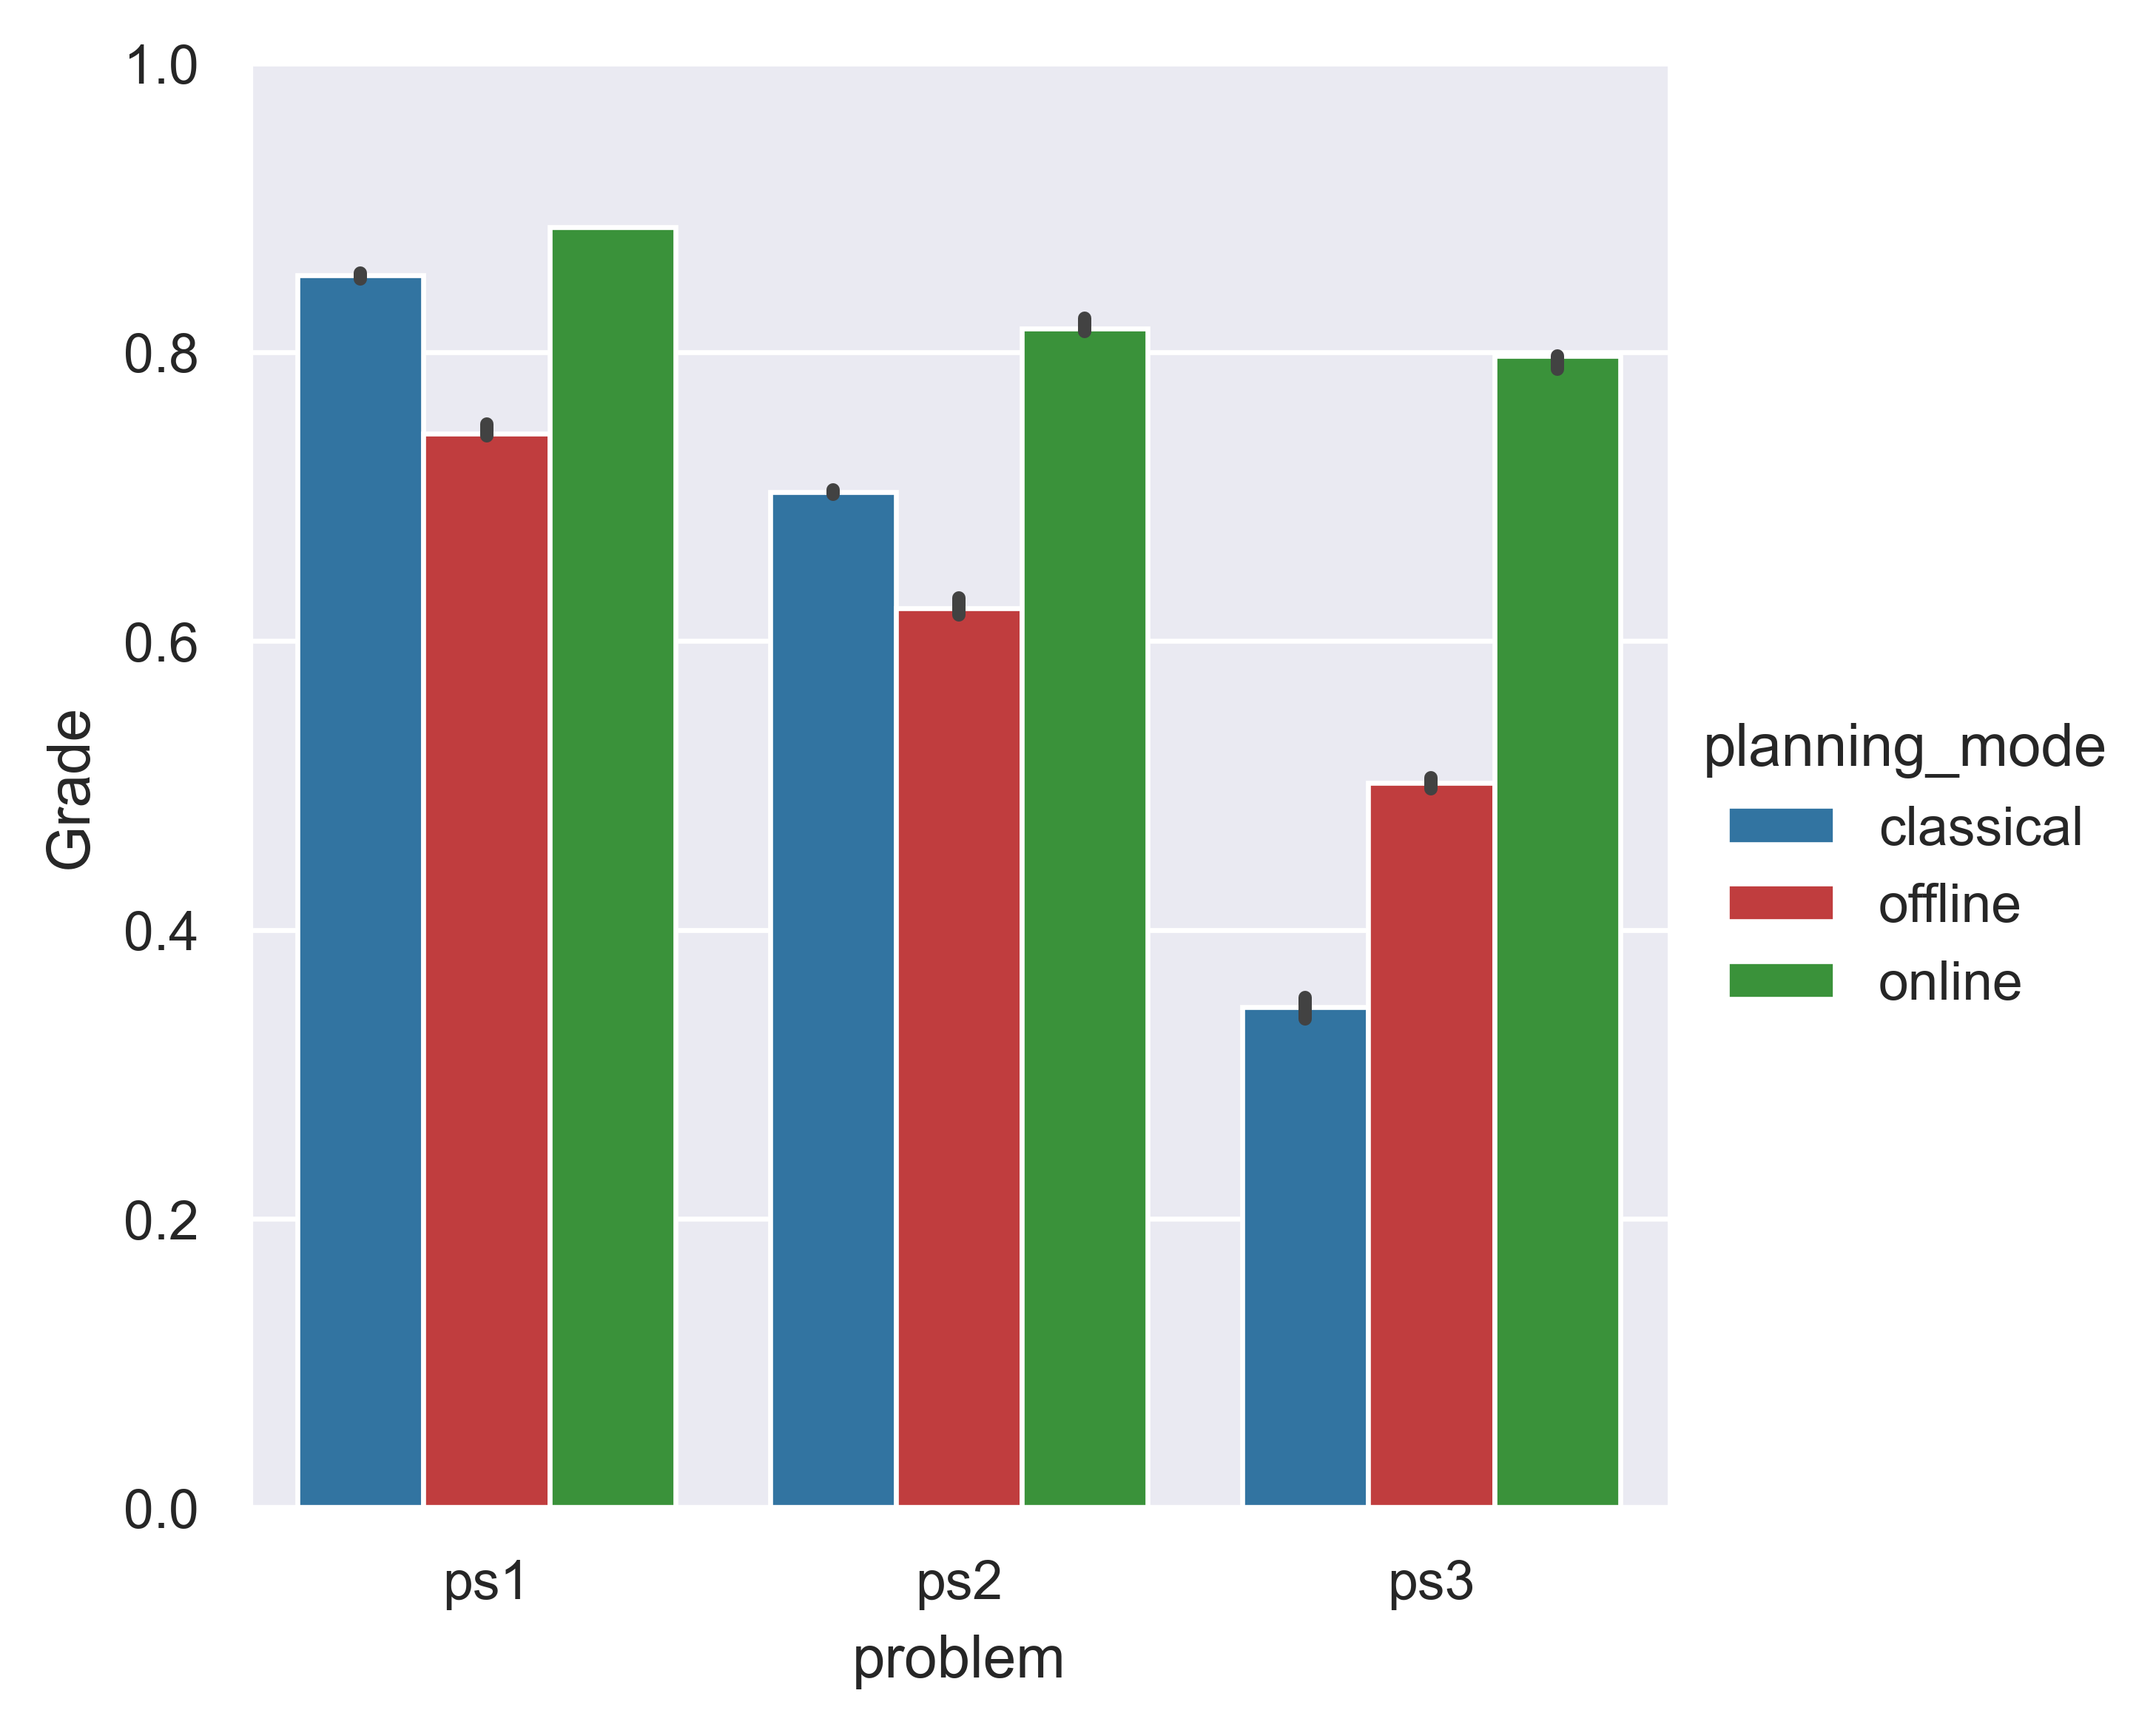 1.0
0.8
0.6
0.4
0.2
0.0
Grade
ps1
ps2
ps3
problem
planning_mode
classical
offline
online